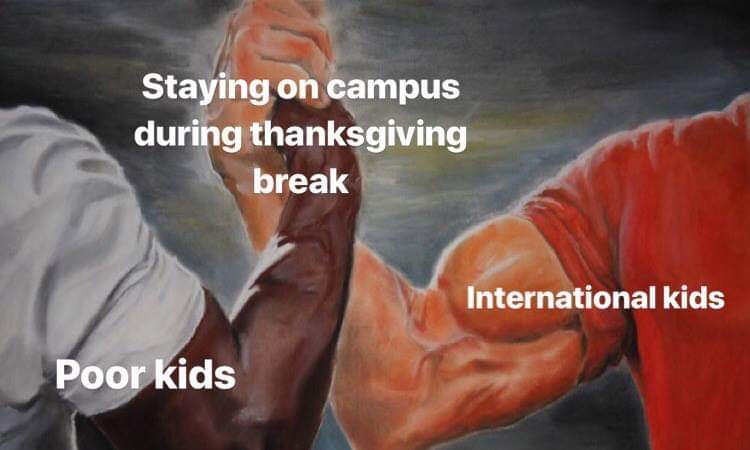 Staying on campus
during thanksgiving
break
International kids
Poor kids